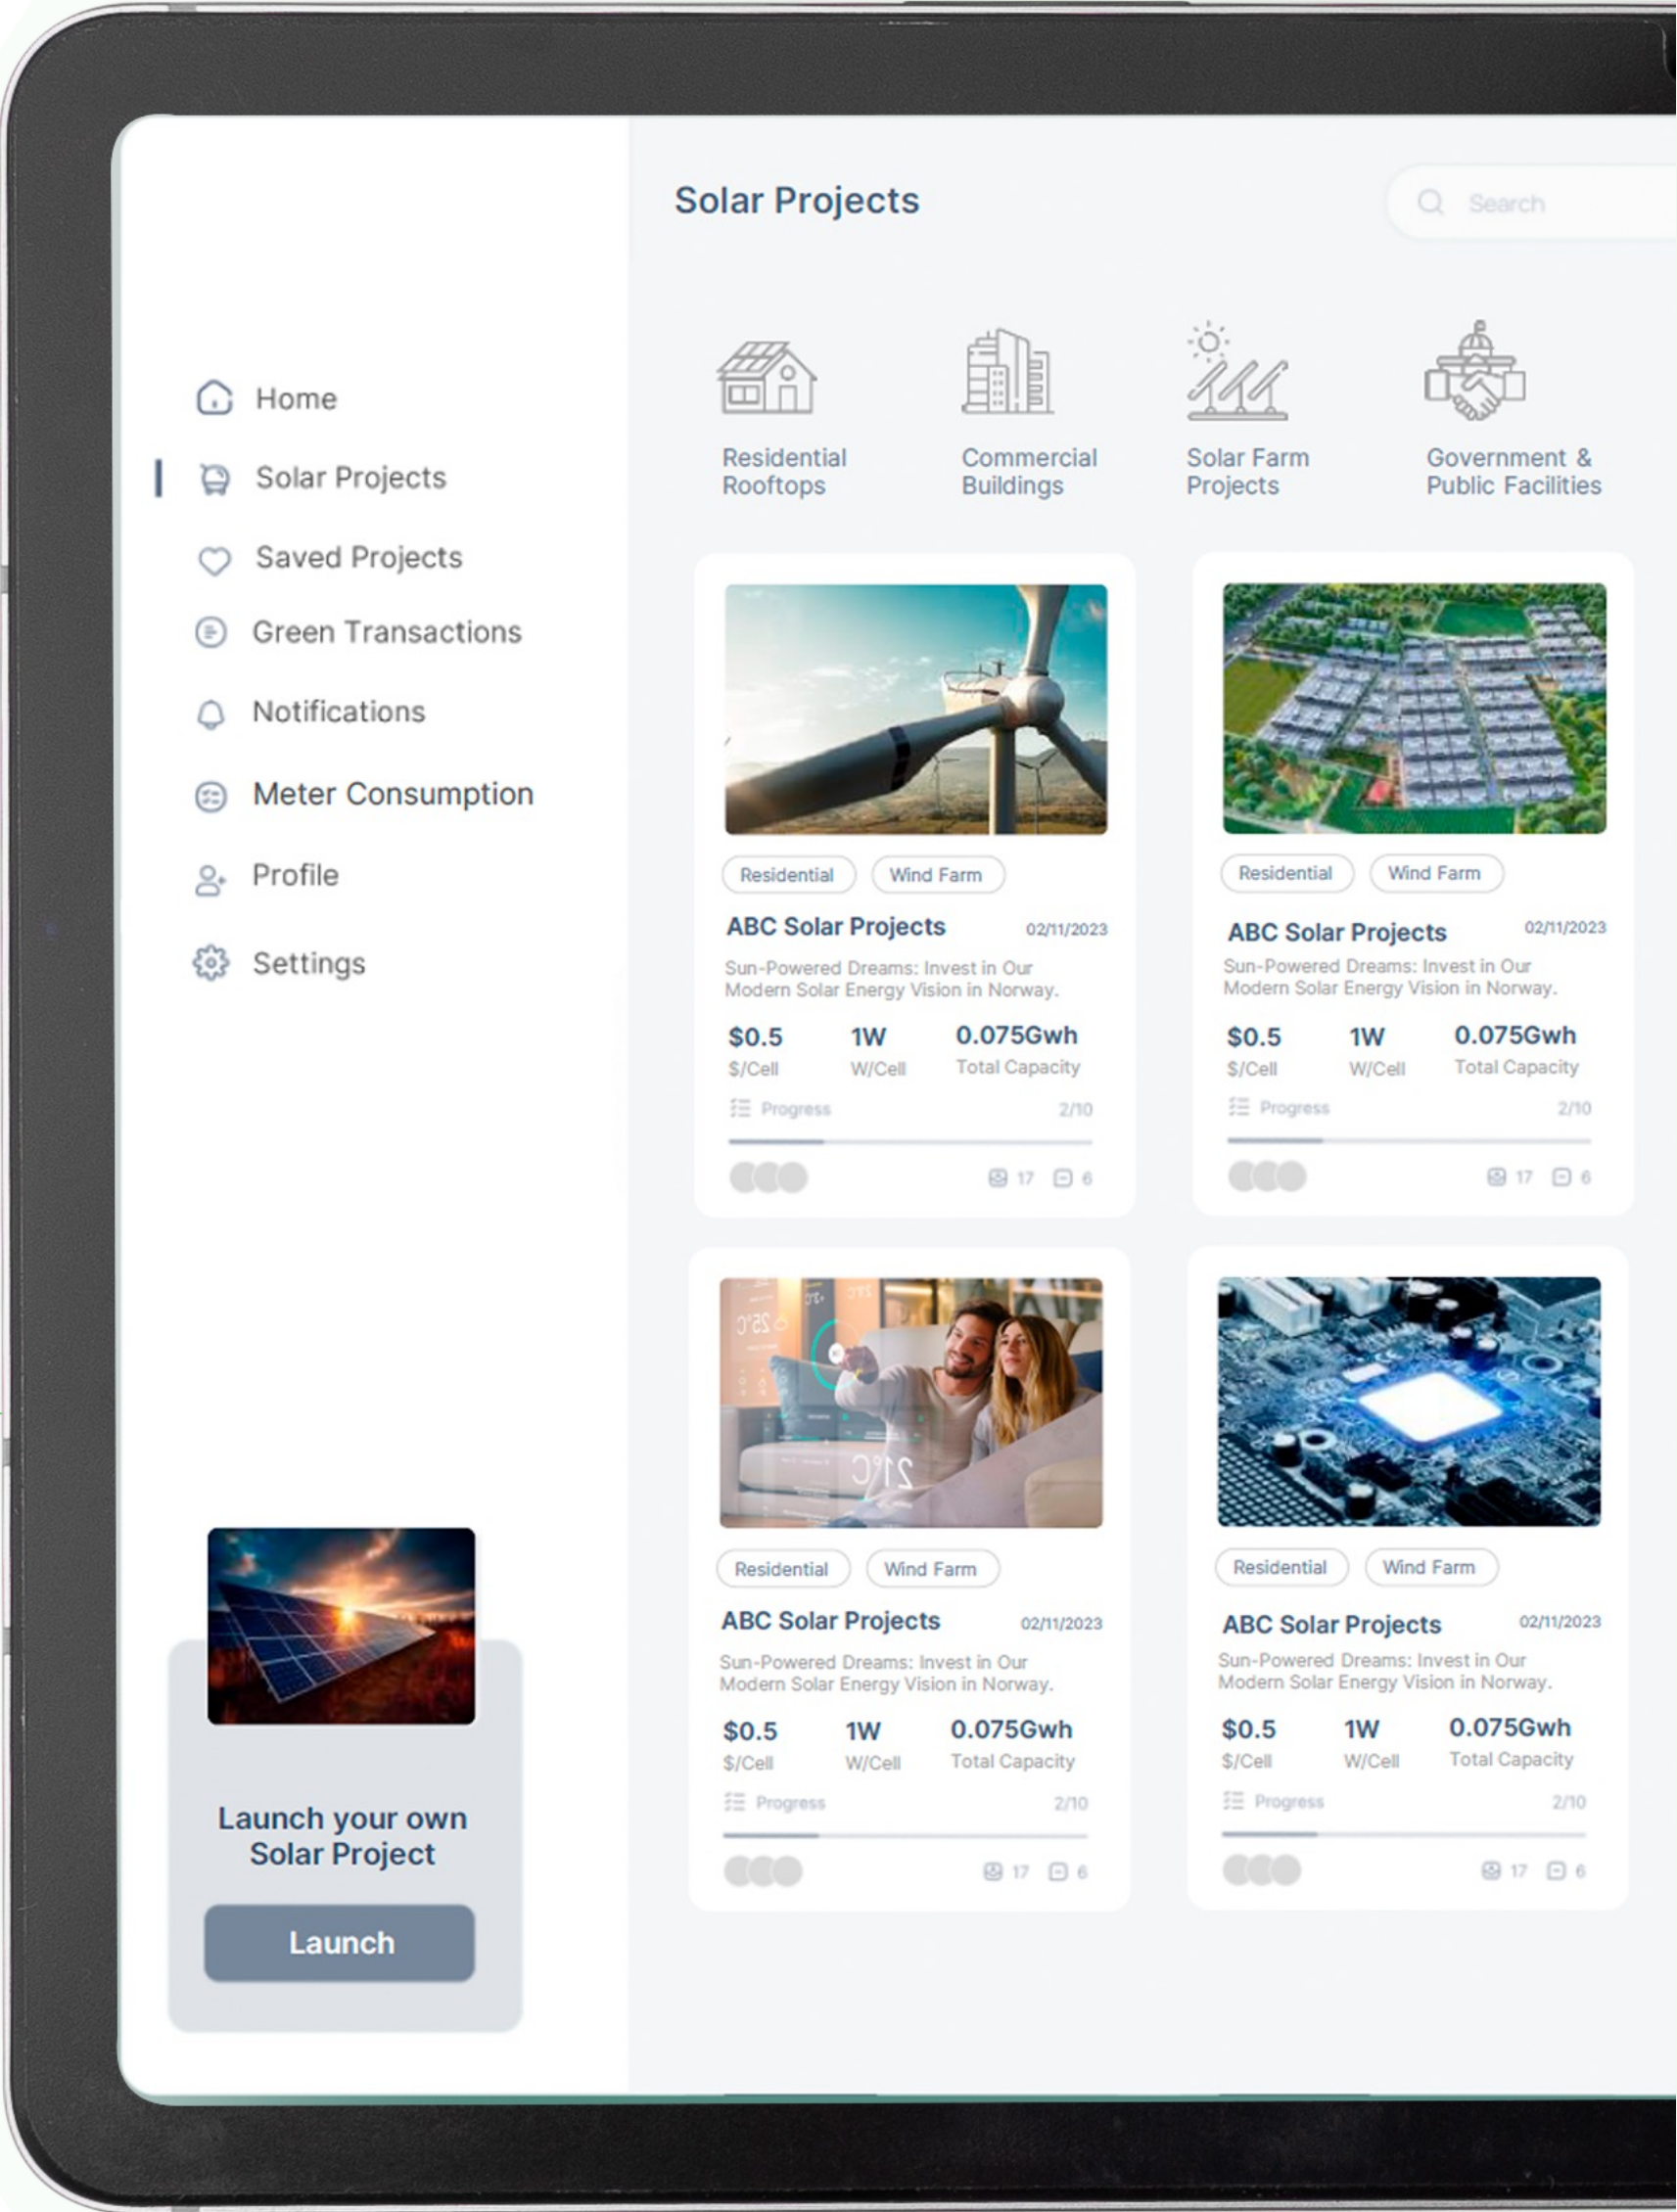 Solar Projects
Search
Home
Solar Projects
Saved Projects
Green Transactions
Notifications
Meter Consumption
Profile
Settings
Launch your own
Solar Project
Launch
Residential
Rooftops
Commercial
Buildings
Solar Farm
Projects
Government &
Public Facilities
Residential Wind Farm
ABC Solar Projects 02/11/2023
Sun-Powered Dreams: Invest in Our
Modern Solar Energy Vision in Norway.
$0.5 1W 0.075Gwh
$/Cell W/Cell Total Capacity
Progress 2/10
17 6
Residential Wind Farm
ABC Solar Projects 02/11/2023
Sun-Powered Dreams: Invest in Our
Modern Solar Energy Vision in Norway.
$0.5 1W 0.075Gwh
$/Cell W/Cell Total Capacity
Progress 2/10
17 6
25°C
21°C
Residential Wind Farm
ABC Solar Projects 02/11/2023
Sun-Powered Dreams: Invest in Our
Modern Solar Energy Vision in Norway.
$0.5 1W 0.075Gwh
$/Cell W/Cell Total Capacity
Progress 2/10
17 6
Residential Wind Farm
ABC Solar Projects 02/11/2023
Sun-Powered Dreams: Invest in Our
Modern Solar Energy Vision in Norway.
$0.5 1W 0.075Gwh
$/Cell W/Cell Total Capacity
Progress 2/10
17 6